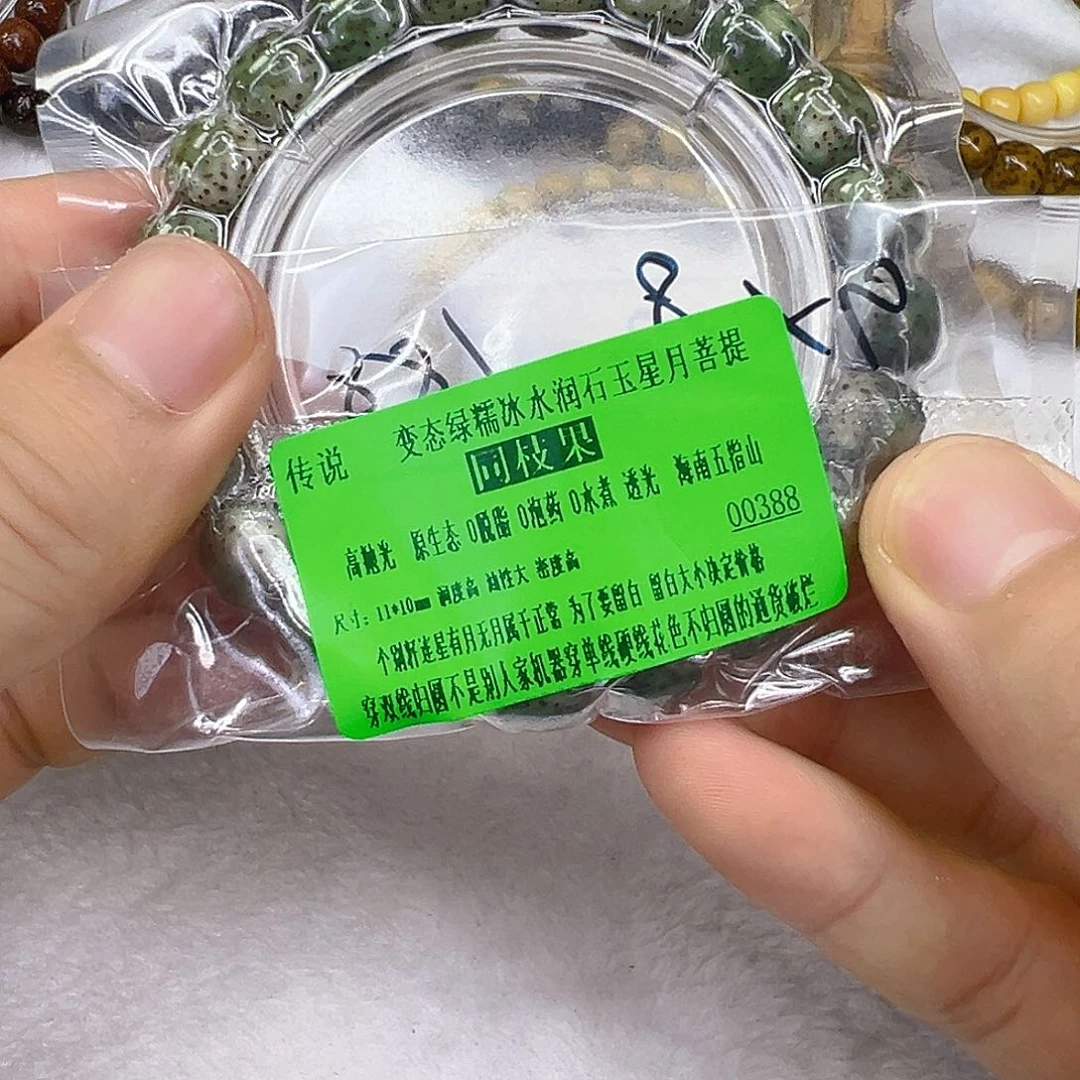 传说 变态绿糯冰水润石玉星月菩提
同枝果
高抛光 原生态 0脱脂 0泡药 0水煮 透光 海南五指山
00388
尺寸：11*10mm 润度高 油性大 密度高
个别籽连星有月无月属于正常 为了要留白 留白大小决定价格
穿双线归圆不是别人家机器穿单线硬线花色不归圆的通货破烂